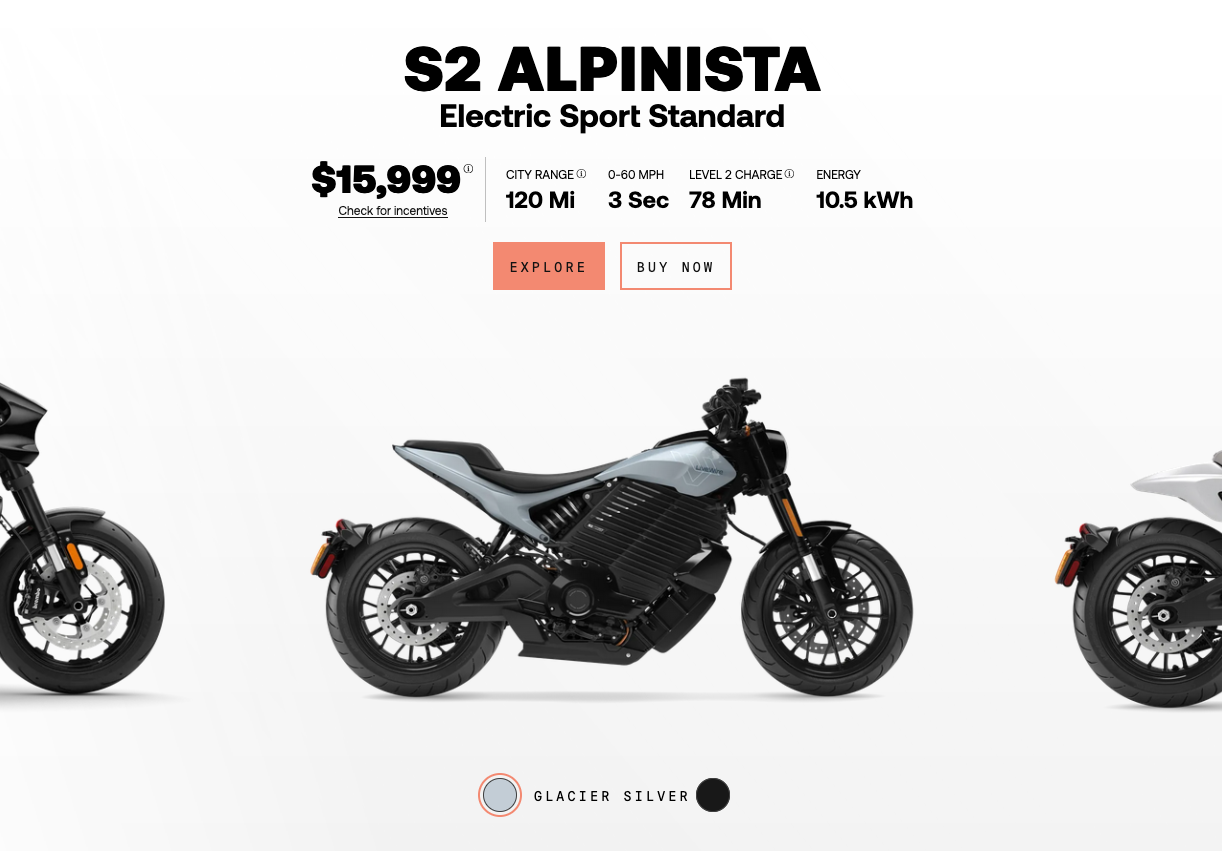 S2 ALPINISTA
Electric Sport Standard
$15,999
Check for incentives
CITY RANGE
120 Mi
0-60 MPH
3 Sec
LEVEL 2 CHARGE
78 Min
ENERGY
10.5 kWh
EXPLORE
BUY NOW
LIVEWIRE
GLACIER SILVER